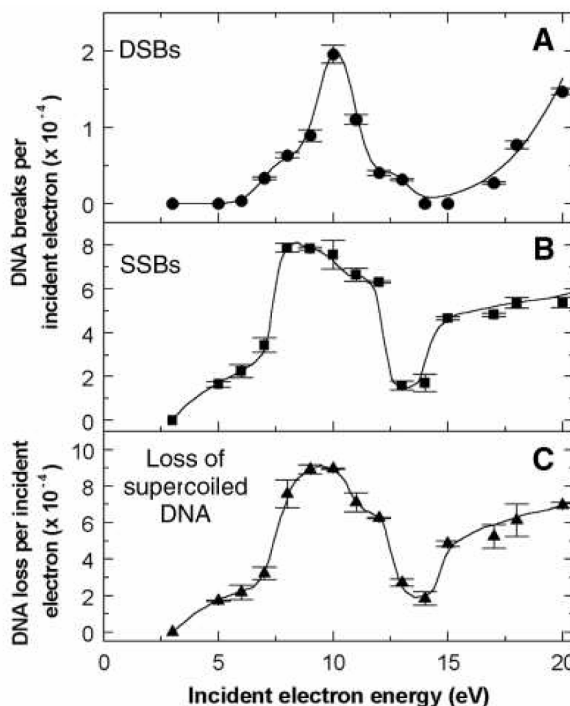 DNA breaks per
incident electron (x 10⁻⁴)
A
DSBs
2
1
0
B
SSBs
8
6
4
2
0
DNA loss per incident
electron (x 10⁻⁴)
C
Loss of
supercoiled
DNA
10
8
6
4
2
0
0 5 10 15 20
Incident electron energy (eV)